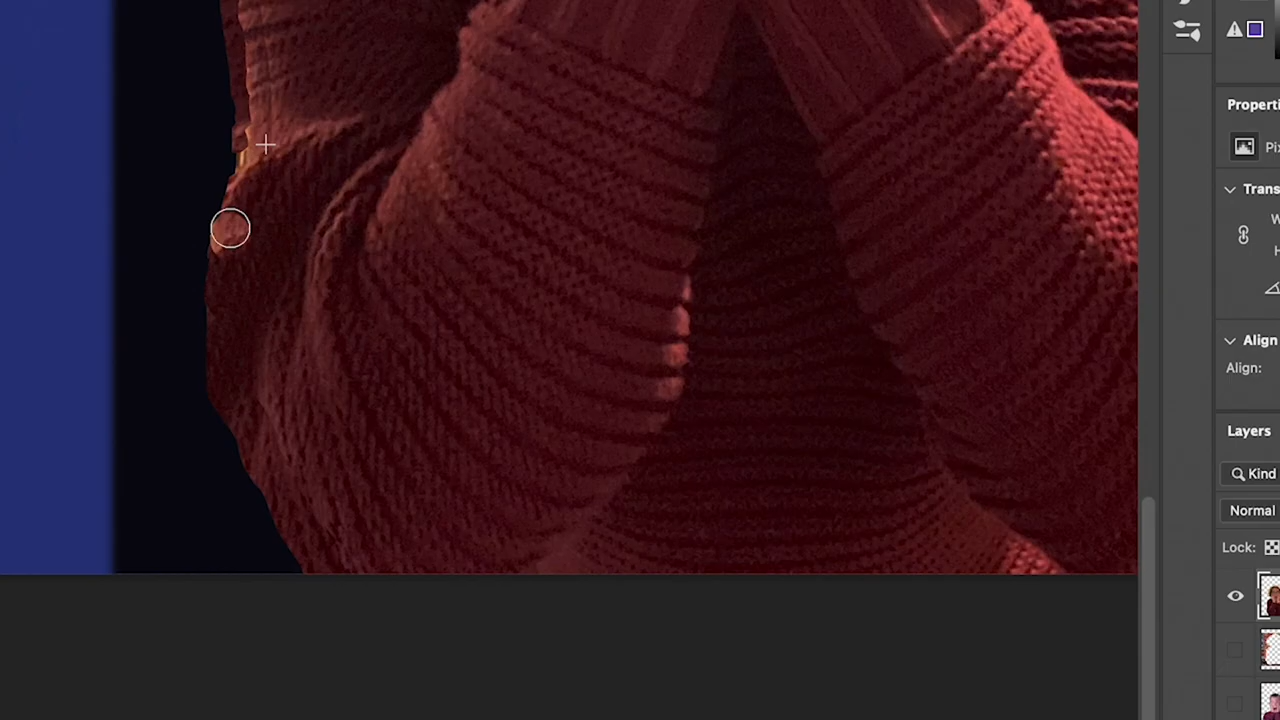 Properti
Pix
Trans
W
H
Align
Align:
Layers
Kind
Normal
Lock: